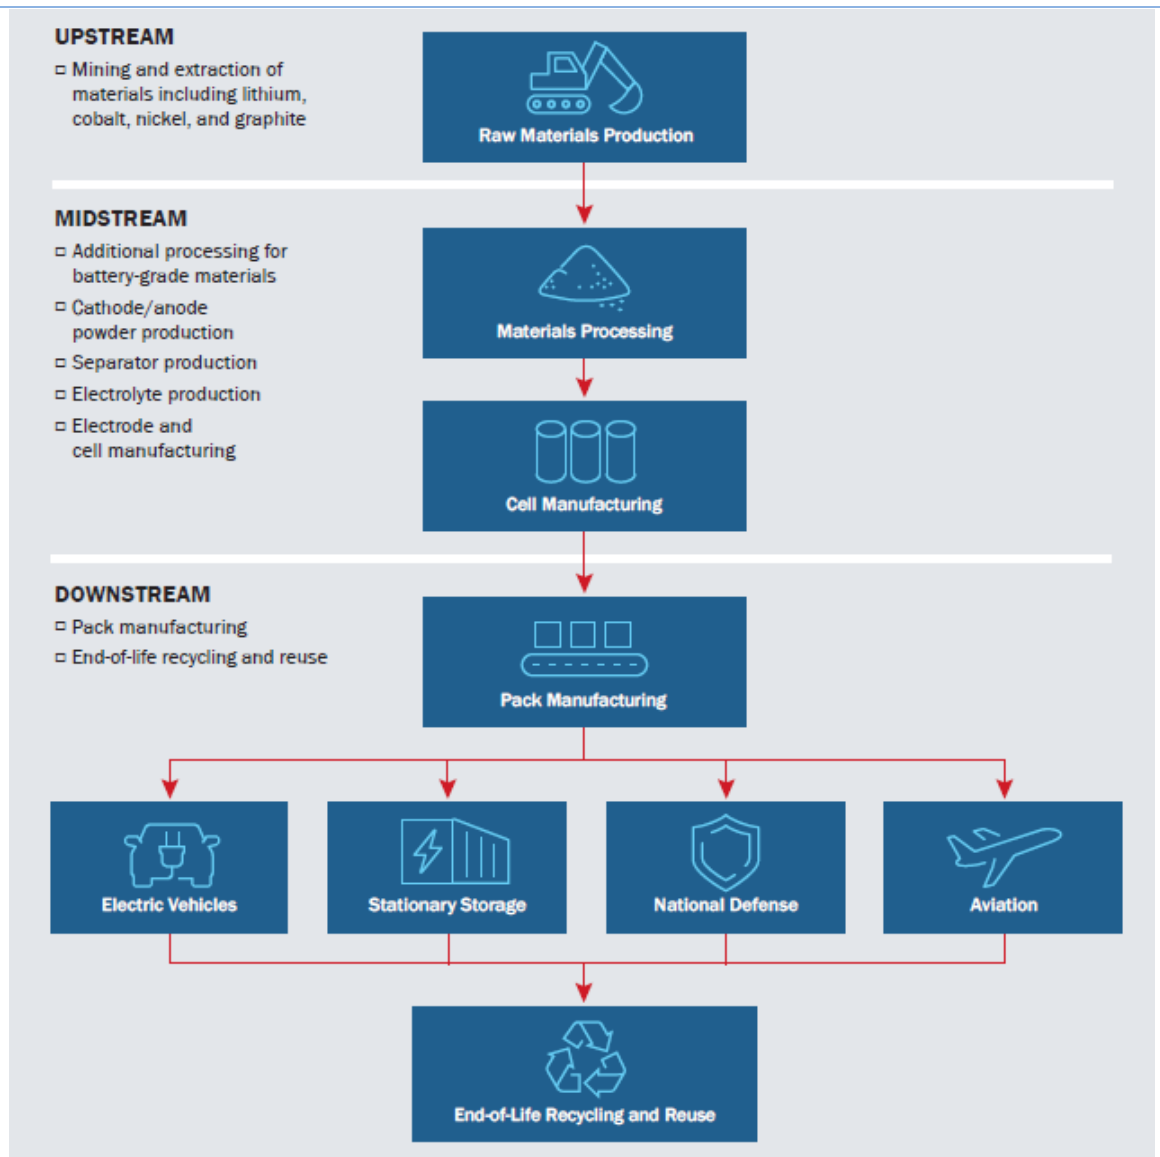 UPSTREAM
□ Mining and extraction of
materials including lithium,
cobalt, nickel, and graphite
Raw Materials Production
MIDSTREAM
□ Additional processing for
battery-grade materials
□ Cathode/anode
powder production
□ Separator production
□ Electrolyte production
□ Electrode and
cell manufacturing
Materials Processing
Cell Manufacturing
DOWNSTREAM
□ Pack manufacturing
□ End-of-life recycling and reuse
Pack Manufacturing
Electric Vehicles
Stationary Storage
National Defense
Aviation
End-of-Life Recycling and Reuse